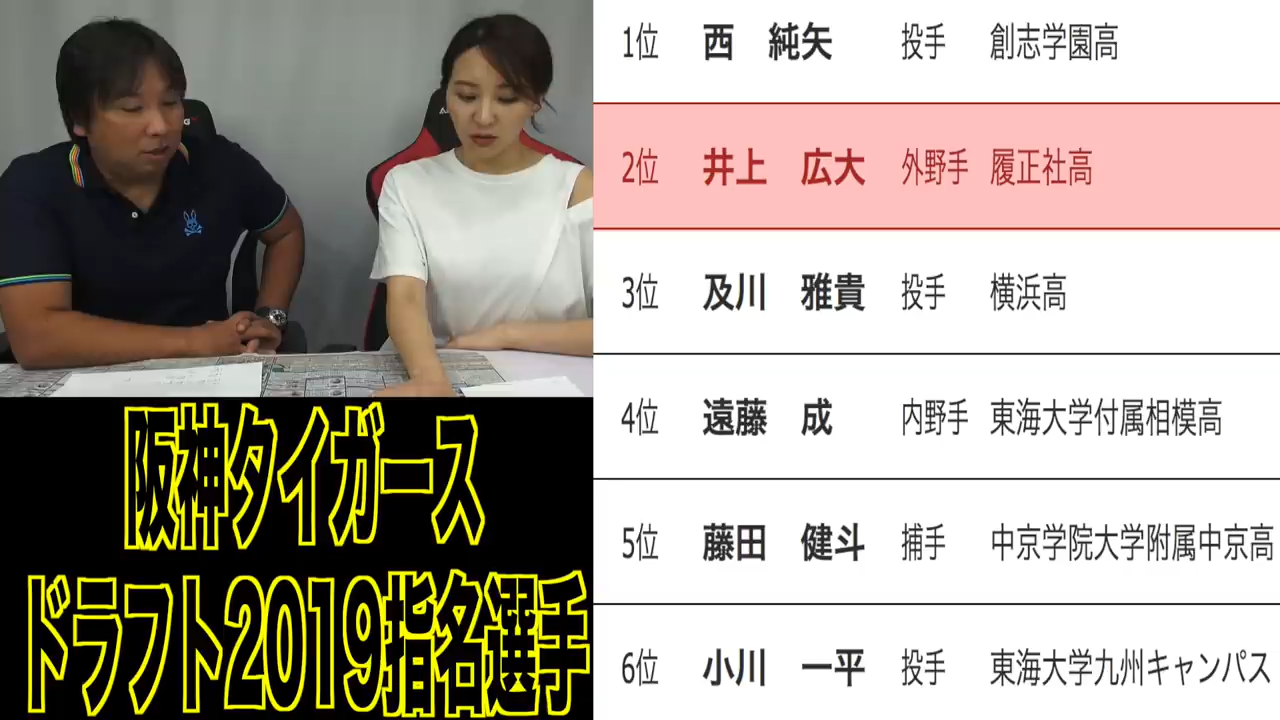 阪神タイガース
ドラフト2019指名選手
1位 西 純矢 投手 創志学園高
2位 井上 広大 外野手 履正社高
3位 及川 雅貴 投手 横浜高
4位 遠藤 成 内野手 東海大学付属相模高
5位 藤田 健斗 捕手 中京学院大学附属中京高
6位 小川 一平 投手 東海大学九州キャンパス